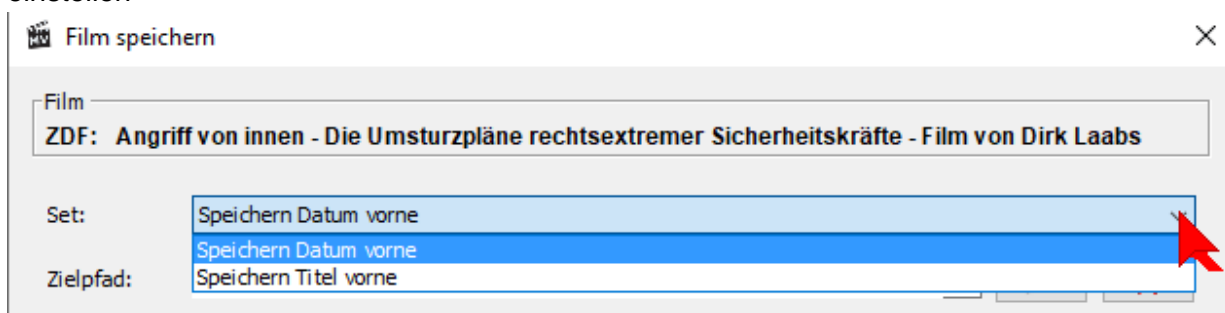 Film speichern
Film
ZDF: Angriff von innen - Die Umsturzpläne rechtsextremer Sicherheitskräfte - Film von Dirk Laabs
Set: Speichern Datum vorne
Speichern Datum vorne
Zielpfad: Speichern Titel vorne